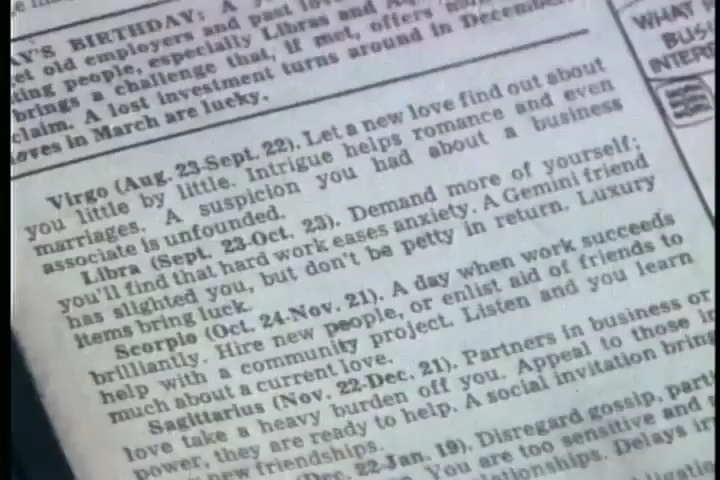 AY'S BIRTHDAY: A
et old employers and past
king people, especially Libras and
brings a challenge that, if met, offers
claim. A lost investment turns around in December.
oves in March are lucky.
Virgo (Aug. 23-Sept. 22). Let a new love find out about
you little by little. Intrigue helps romance and even
marriages. A suspicion you had about a business
associate is unfounded.
Libra (Sept. 23-Oct. 23). Demand more of yourself;
you'll find that hard work eases anxiety. A Gemini friend
has slighted you, but don't be petty in return. Luxury
items bring luck.
Scorpio (Oct. 24-Nov. 21). A day when work succeeds
brilliantly. Hire new people, or enlist aid of friends to
help with a community project. Listen and you learn
much about a current love.
Sagittarius (Nov. 22-Dec. 21). Partners in business or
love take a heavy burden off you. Appeal to those in
power, they are ready to help. A social invitation bring
new friendships.
(Dec. 22-Jan. 19). Disregard gossip,
You are too sensitive and
Delays
WHAT
BUS
INTER